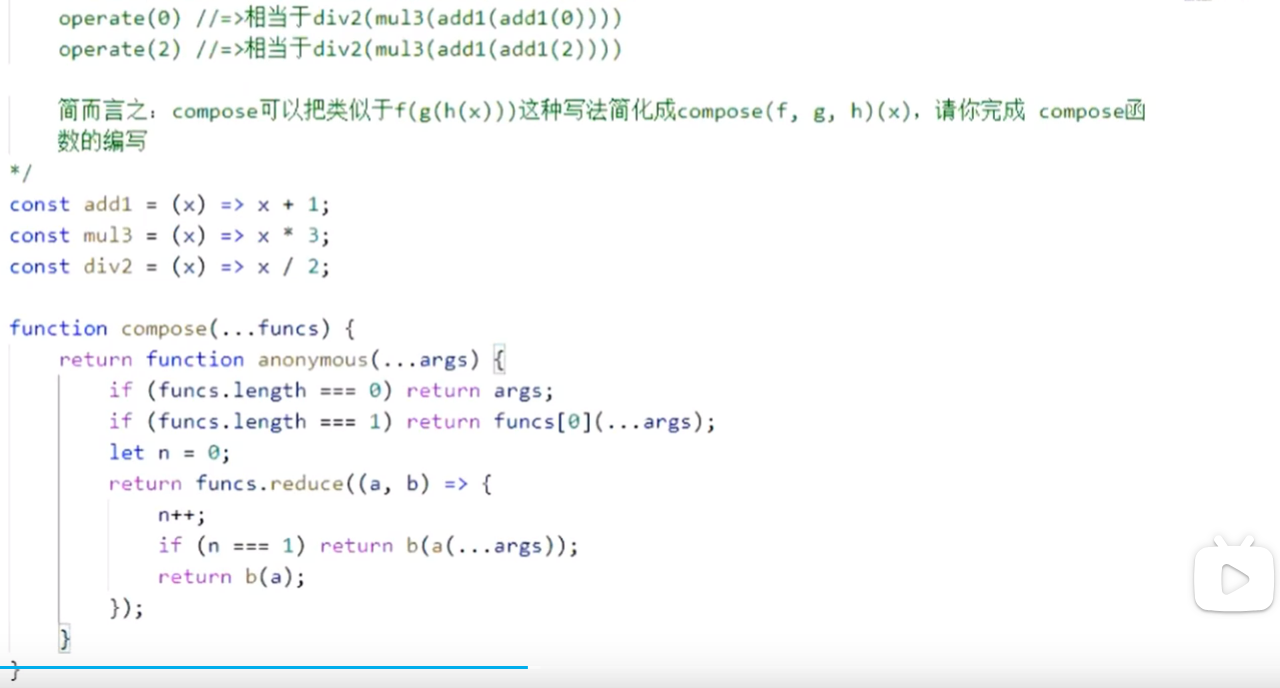 operate(0) //=>相当于div2(mul3(add1(add1(0))))
operate(2) //=>相当于div2(mul3(add1(add1(2))))
简而言之：compose可以把类似于f(g(h(x)))这种写法简化成compose(f, g, h)(x)，请你完成 compose函
数的编写
*/
const add1 = (x) => x + 1;
const mul3 = (x) => x * 3;
const div2 = (x) => x / 2;
function compose(...funcs) {
return function anonymous(...args) {
if (funcs.length === 0) return args;
if (funcs.length === 1) return funcs[0](...args);
let n = 0;
return funcs.reduce((a, b) => {
n++;
if (n === 1) return b(a(...args));
return b(a);
});
}
}